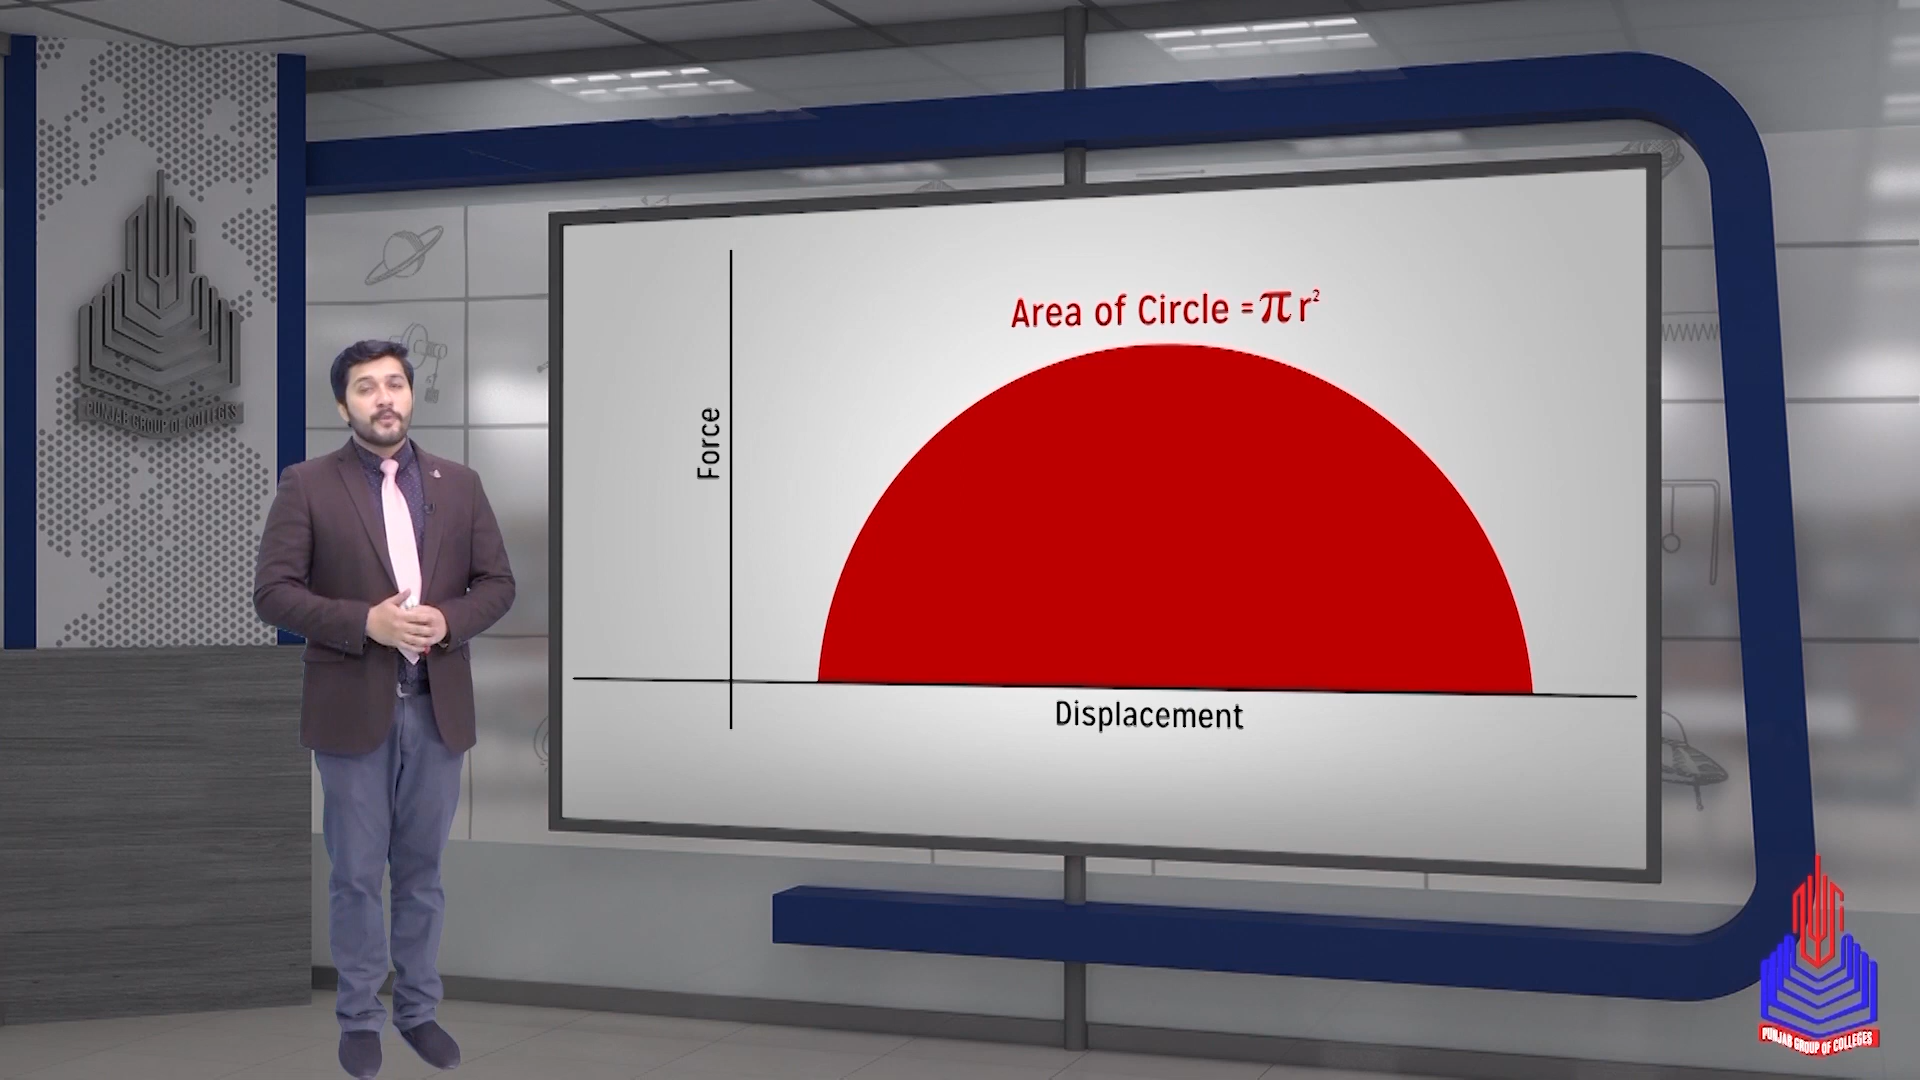 PUNJAB GROUP OF COLLEGES
Area of Circle = π r²
Force
Displacement
PUNJAB GROUP OF COLLEGES